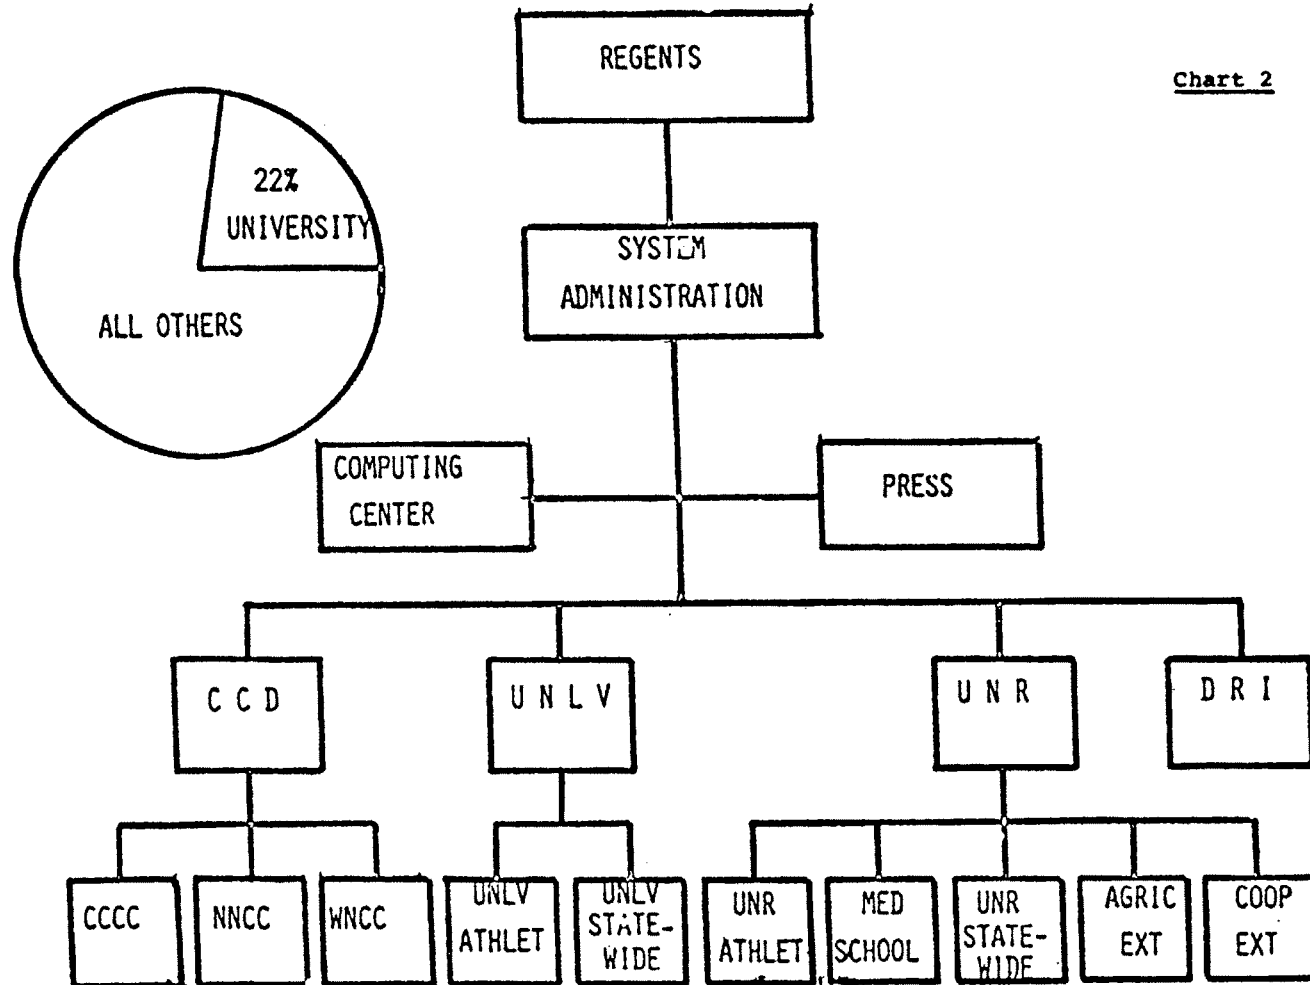 REGENTS
Chart 2
22%
UNIVERSITY
ALL OTHERS
SYSTEM
ADMINISTRATION
COMPUTING
CENTER
PRESS
C C D
U N L V
U N R
D R I
CCCC
NNCC
WNCC
UNLV
ATHLET
UNLV
STATE-
WIDE
UNR
ATHLET
MED
SCHOOL
UNR
STATE-
WIDE
AGRIC
EXT
COOP
EXT